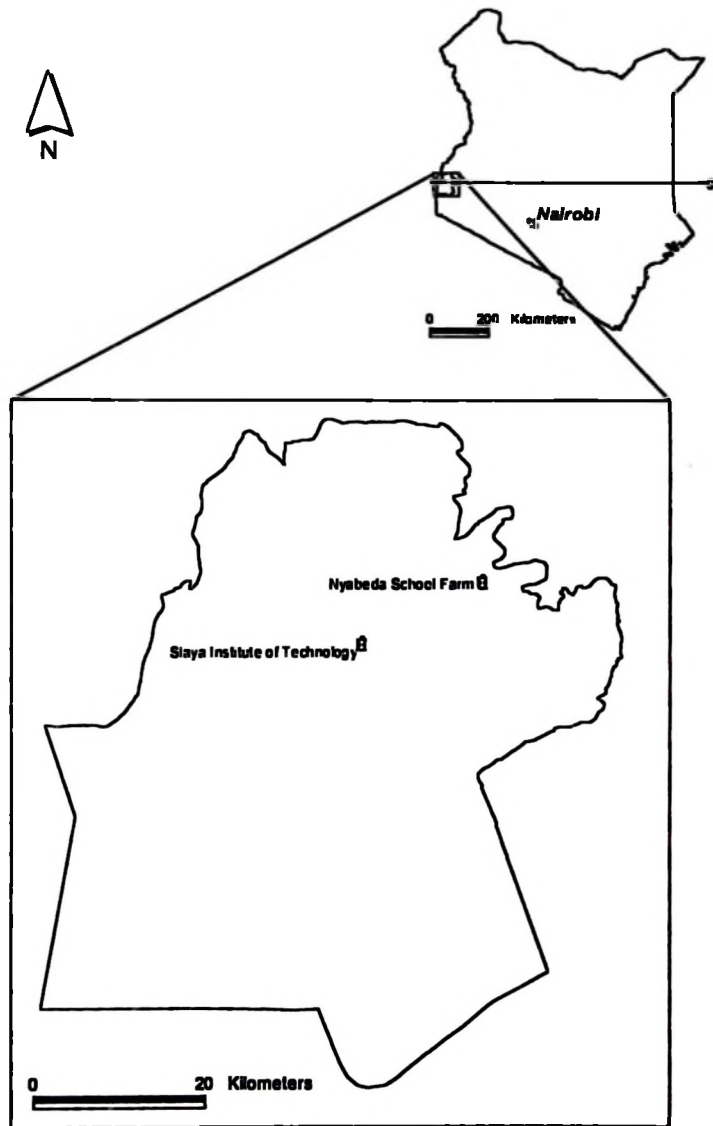 N
Nairobi
0 200 Kilometers
Nyabeda School Farm
Siaya Institute of Technology
0 20 Kilometers